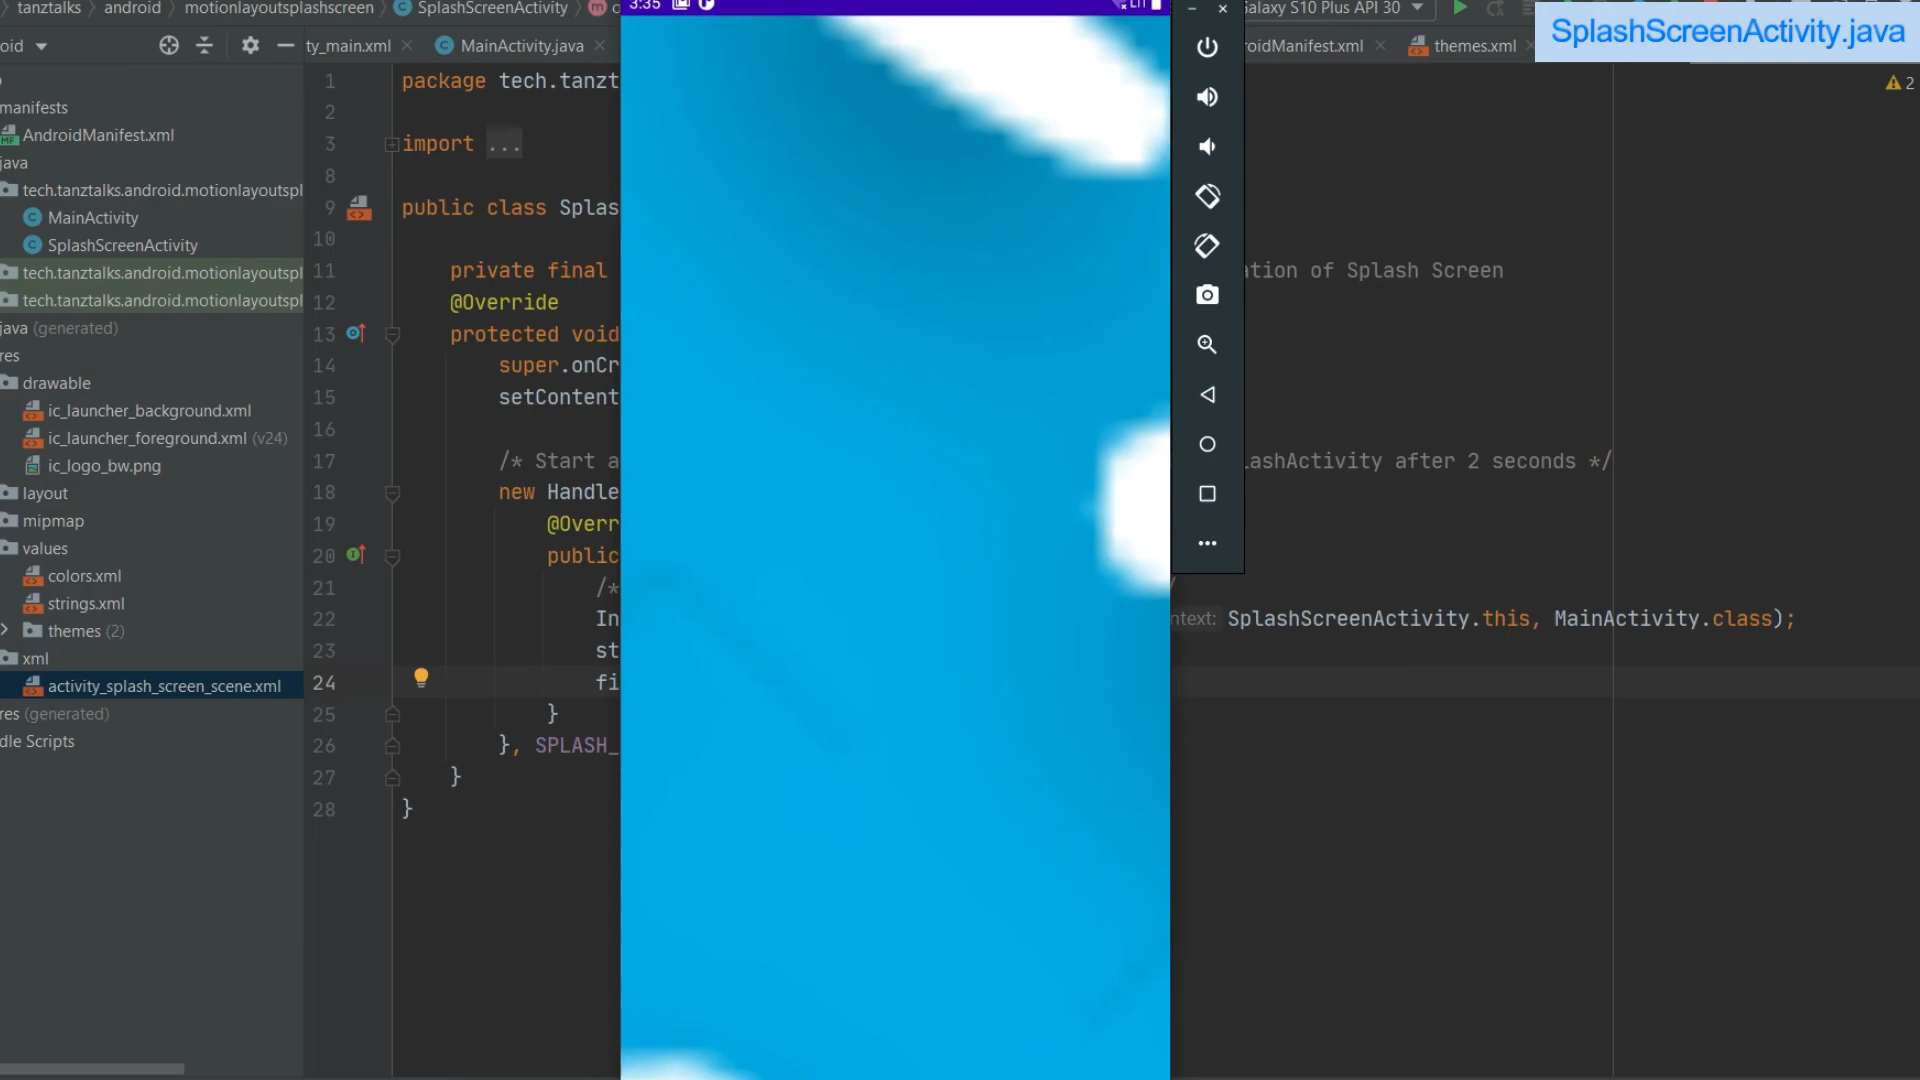 tanztalks android motionlayoutsplashscreen SplashScreenActivity
3:35
Galaxy S10 Plus API 30
SplashScreenActivity.java
oid
ty_main.xml
MainActivity.java
roidManifest.xml
themes.xml
2
manifests
AndroidManifest.xml
java
tech.tanztalks.android.motionlayoutspl
MainActivity
SplashScreenActivity
tech.tanztalks.android.motionlayoutspl
tech.tanztalks.android.motionlayoutspl
java (generated)
res
drawable
ic_launcher_background.xml
ic_launcher_foreground.xml (v24)
ic_logo_bw.png
layout
mipmap
values
colors.xml
strings.xml
themes (2)
xml
activity_splash_screen_scene.xml
res (generated)
dle Scripts
1 package tech.tanzt
2
3 import ...
8
9 public class Splas
10
11 private final ation of Splash Screen
12 @Override
13 protected void
14 super.onCr
15 setContent
16
17 /* Start a lashActivity after 2 seconds */
18 new Handle
19 @Overr
20 public
21 /* /
22 In ntext: SplashScreenActivity.this, MainActivity.class);
23 st
24 fi
25 }
26 }, SPLASH_
27 }
28 }